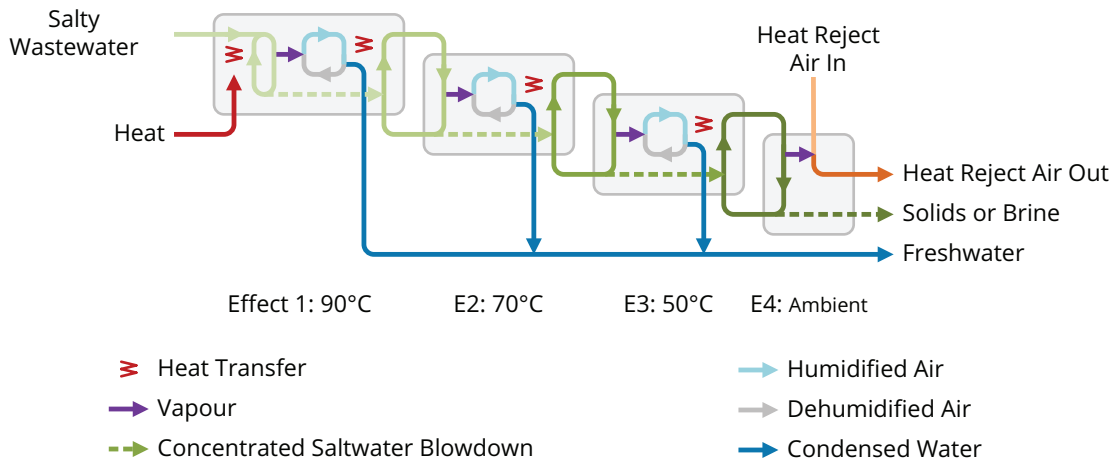 Salty
Wastewater
Heat Reject
Air In
Heat
Heat Reject Air Out
Solids or Brine
Freshwater
Effect 1: 90°C
E2: 70°C
E3: 50°C
E4: Ambient
Heat Transfer
Vapour
Concentrated Saltwater Blowdown
Humidified Air
Dehumidified Air
Condensed Water